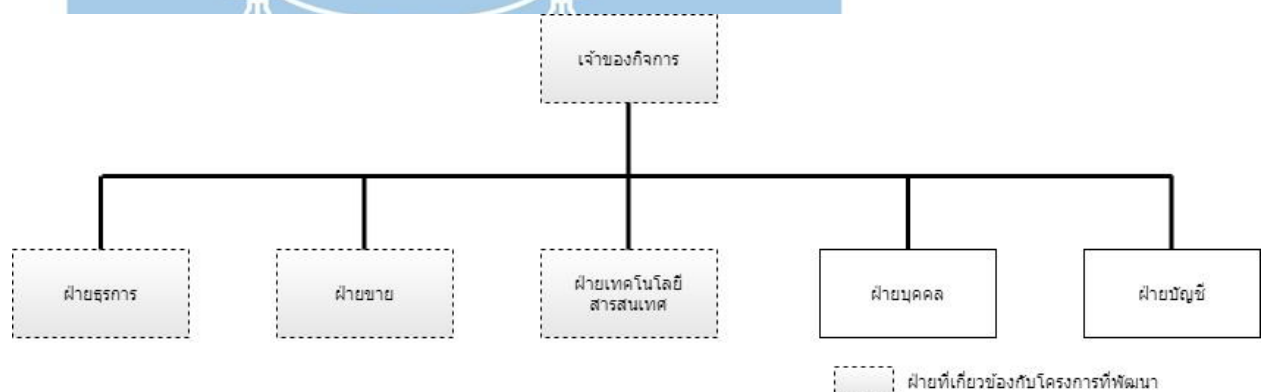 เจ้าของกิจการ
ฝ่ายธุรการ
ฝ่ายขาย
ฝ่ายเทคโนโลยี
สารสนเทศ
ฝ่ายบุคคล
ฝ่ายบัญชี
ฝ่ายที่เกี่ยวข้องกับโครงการที่พัฒนา